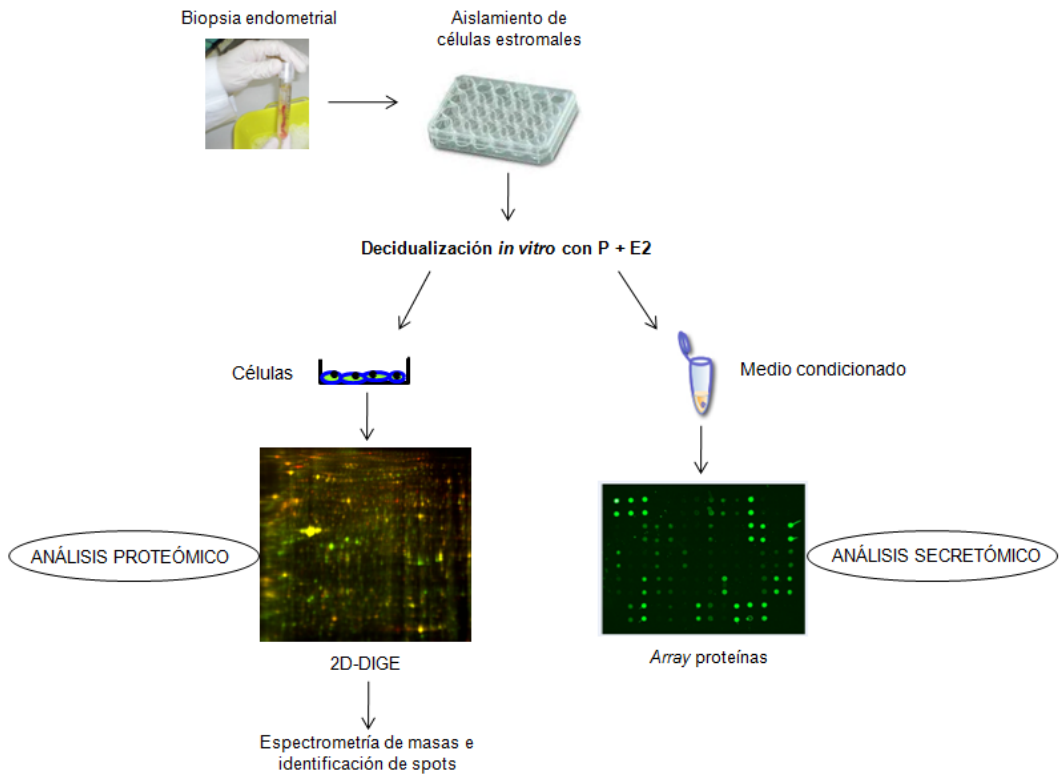 Biopsia endometrial
Aislamiento de
células estromales
Decidualización in vitro con P + E2
Células
Medio condicionado
ANÁLISIS PROTEÓMICO
ANÁLISIS SECRETÓMICO
2D-DIGE
Array proteínas
Espectrometría de masas e
identificación de spots